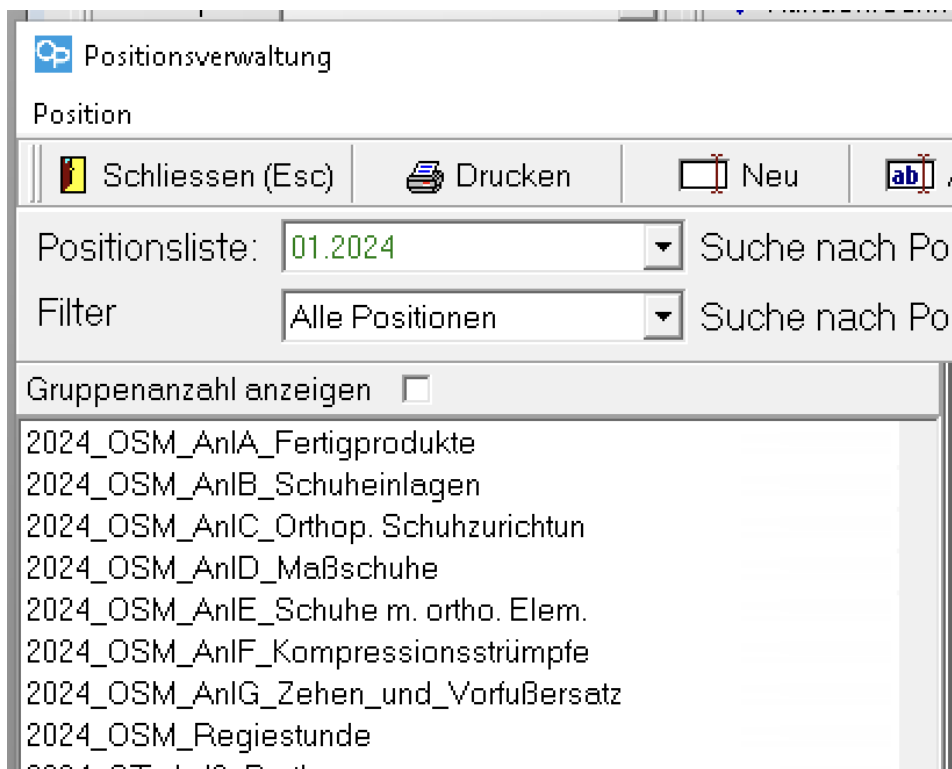 Positionsverwaltung
Position
Schliessen (Esc) Drucken Neu
Positionsliste: 01.2024 Suche nach Po
Filter Alle Positionen Suche nach Po
Gruppenanzahl anzeigen
2024_OSM_AnlA_Fertigprodukte
2024_OSM_AnlB_Schuheinlagen
2024_OSM_AnlC_Orthop. Schuhzurichtun
2024_OSM_AnlD_Maßschuhe
2024_OSM_AnlE_Schuhe m. ortho. Elem.
2024_OSM_AnlF_Kompressionsstrümpfe
2024_OSM_AnlG_Zehen_und_Vorfußersatz
2024_OSM_Regiestunde